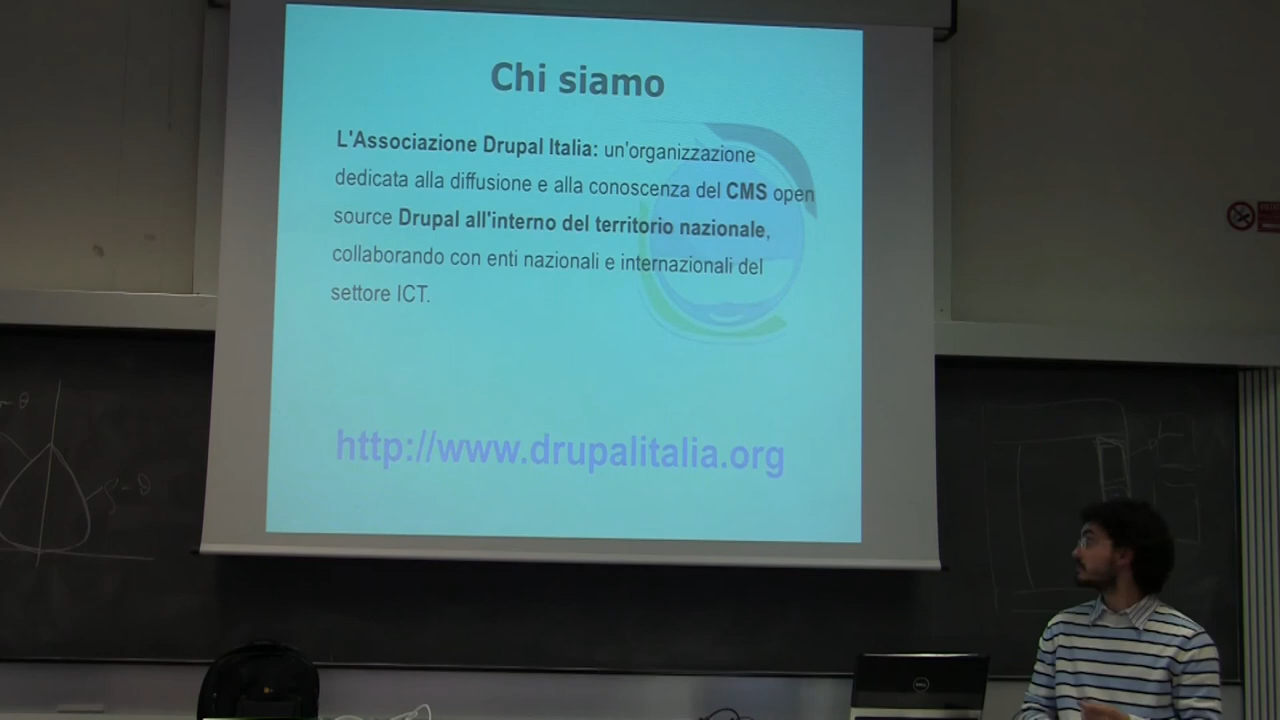 Chi siamo
L'Associazione Drupal Italia: un'organizzazione
dedicata alla diffusione e alla conoscenza del CMS open
source Drupal all'interno del territorio nazionale,
collaborando con enti nazionali e internazionali del
settore ICT.
http://www.drupalitalia.org
DELL